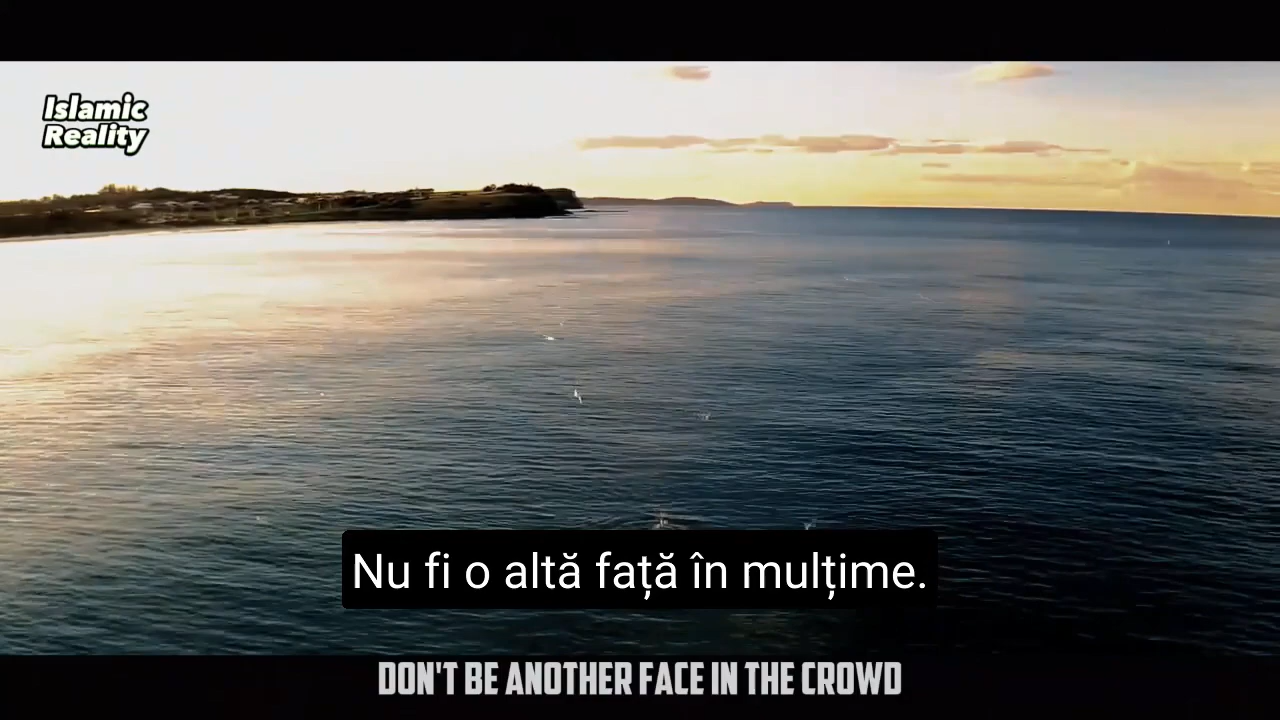 Islamic
Reality
Nu fi o altă față în mulțime.
DON'T BE ANOTHER FACE IN THE CROWD